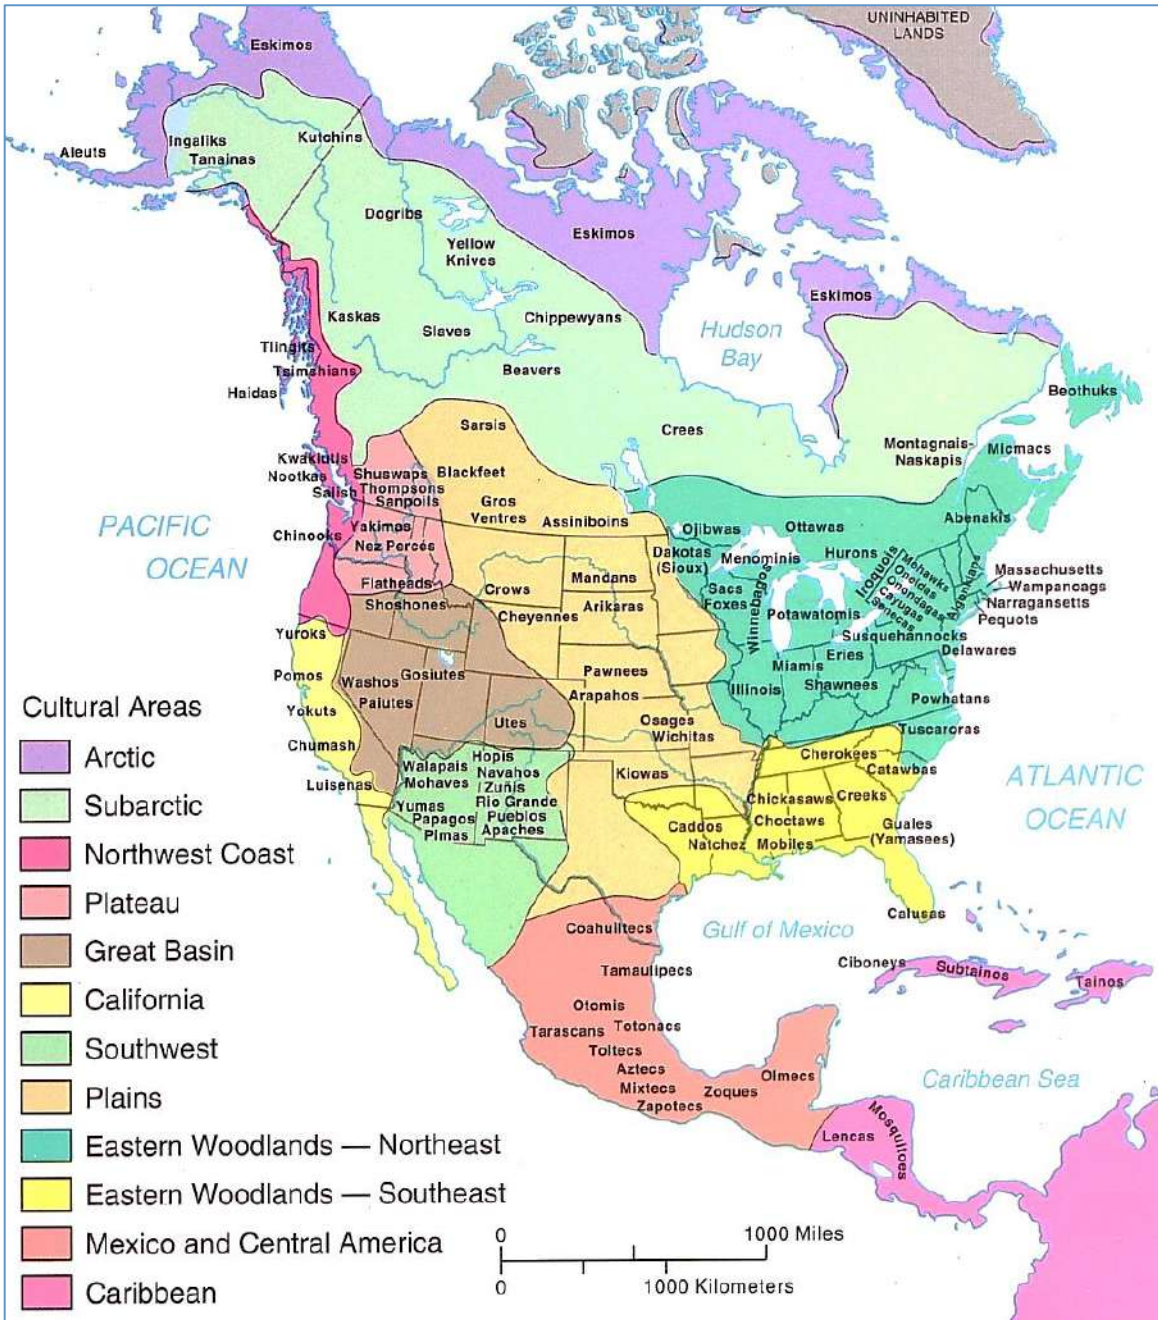 UNINHABITED
LANDS
Eskimos
Aleuts
Ingaliks
Tanainas
Kutchins
Dogribs
Yellow
Knives
Eskimos
Eskimos
Kaskas
Slaves
Chippewyans
Hudson
Bay
Beavers
Tlingits
Tsimshians
Haidas
Beothuks
Sarsis
Crees
Montagnais-
Naskapis
Micmacs
Kwakiutls
Nootkas
Salish
Shuswaps
Thompsons
Sanpoils
Blackfeet
Gros
Ventres
Assiniboins
Abenakis
PACIFIC
OCEAN
Chinooks
Yakimas
Nez Percés
Flatheads
Ojibwas
Ottawas
Dakotas
(Sioux)
Menominis
Hurons
Iroquois
Mohawks
Oneidas
Onondagas
Cayugas
Senecas
Algonkians
Massachusetts
Wampanoags
Narragansetts
Pequots
Crows
Mandans
Sacs
Foxes
Winnebagos
Potawatomis
Shoshones
Cheyennes
Arikaras
Susquehannocks
Delawares
Yuroks
Pomos
Washos
Gosiutes
Paiutes
Pawnees
Arapahos
Miamis
Eries
Illinois
Shawnees
Powhatans
Yokuts
Utes
Osages
Wichitas
Tuscaroras
Chumash
Luisenas
Walapais
Mohaves
Hopis
Navahos
Zuñis
Rio Grande
Pueblos
Apaches
Yumas
Papagos
Pimas
Kiowas
Cherokees
Catawbas
Chickasaws
Creeks
Choctaws
Caddos
Natchez
Mobiles
Guales
(Yamasees)
ATLANTIC
OCEAN
Calusas
Coahuiltecs
Gulf of Mexico
Ciboneys
Subtainos
Tainos
Tamaulipecs
Otomis
Tarascans
Totonacs
Toltecs
Aztecs
Mixtecs
Zapotecs
Zoques
Olmecs
Caribbean Sea
Lencas
Mosquitoes
Cultural Areas
Arctic
Subarctic
Northwest Coast
Plateau
Great Basin
California
Southwest
Plains
Eastern Woodlands — Northeast
Eastern Woodlands — Southeast
Mexico and Central America
Caribbean
0 1000 Miles
0 1000 Kilometers